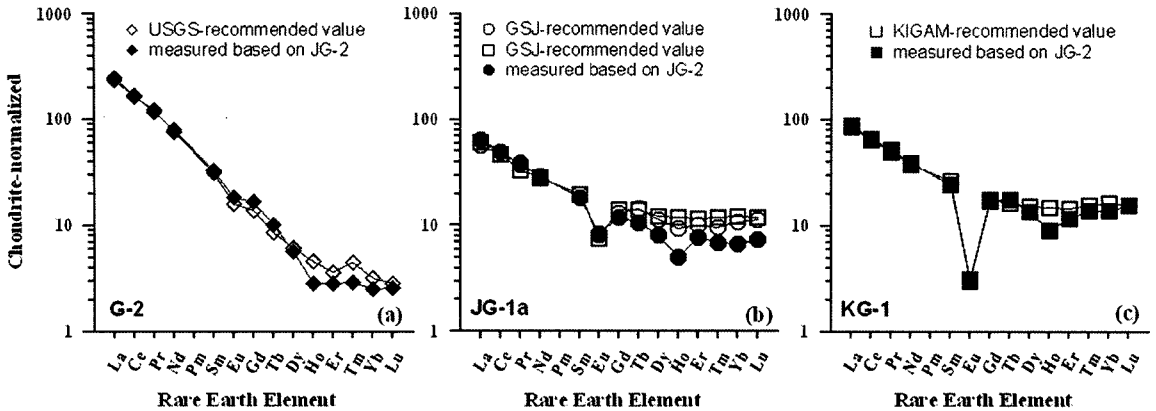 Chondrite-normalized
1000
100
10
1
USGS-recommended value
measured based on JG-2
G-2
(a)
La Ce Pr Nd Pm Sm Eu Gd Tb Dy Ho Er Tm Yb Lu
Rare Earth Element
1000
100
10
1
GSJ-recommended value
GSJ-recommended value
measured based on JG-2
JG-1a
(b)
La Ce Pr Nd Pm Sm Eu Gd Tb Dy Ho Er Tm Yb Lu
Rare Earth Element
1000
100
10
1
KIGAM-recommended value
measured based on JG-2
KG-1
(c)
La Ce Pr Nd Pm Sm Eu Gd Tb Dy Ho Er Tm Yb Lu
Rare Earth Element